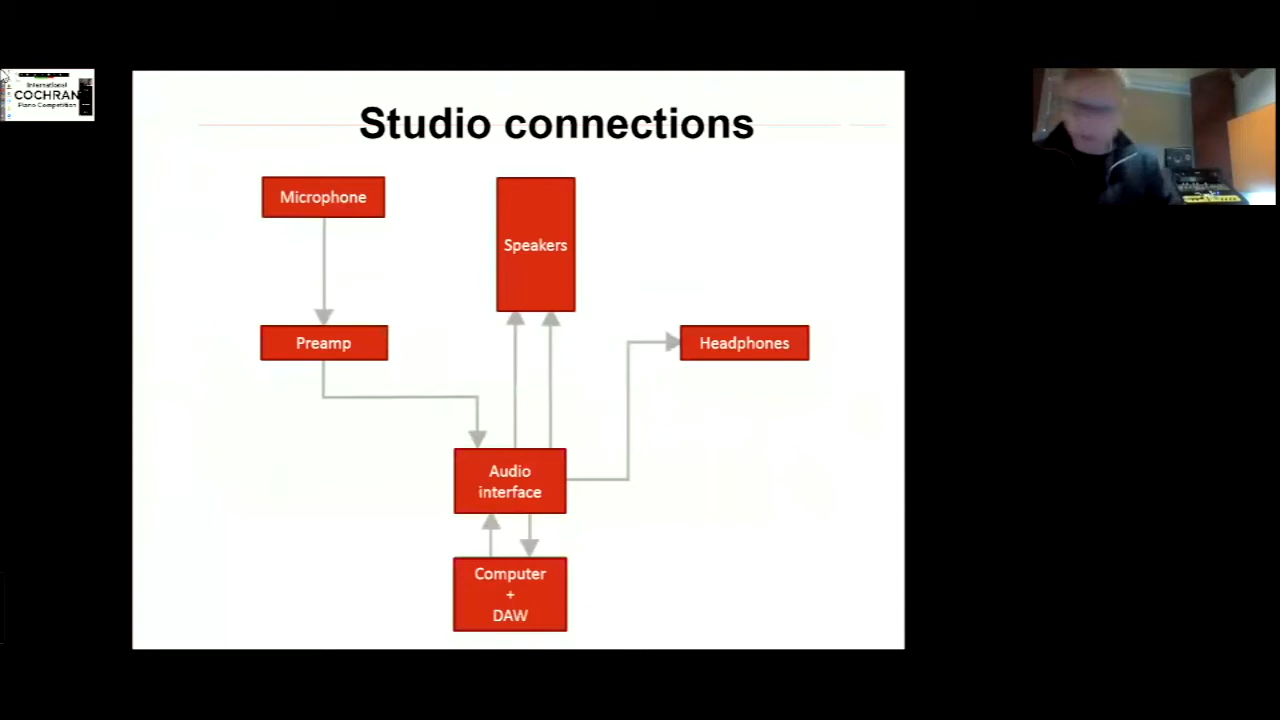 International
COCHRAN
Piano Competition
Studio connections
Microphone
Speakers
Preamp
Headphones
Audio
interface
Computer
+
DAW